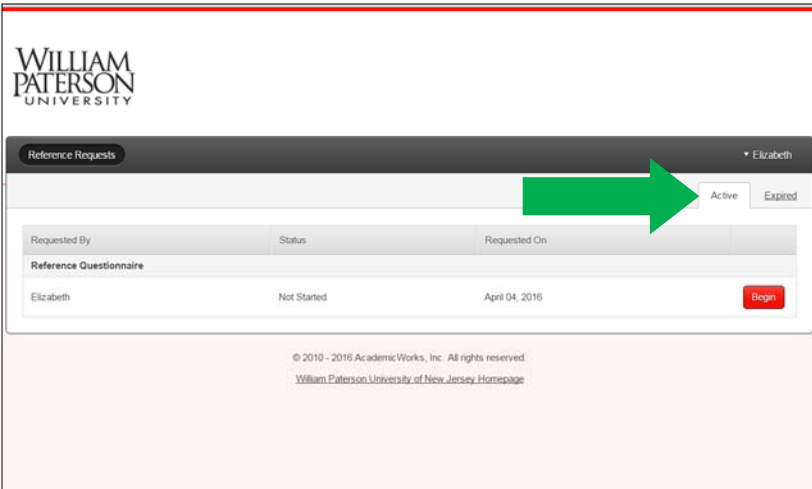 WILLIAM
PATERSON
UNIVERSITY
Reference Requests
Elizabeth
Active Expired
Requested By Status Requested On
Reference Questionnaire
Elizabeth Not Started April 04, 2016 Begin
© 2010 - 2016 AcademicWorks, Inc. All rights reserved.
William Paterson University of New Jersey Homepage